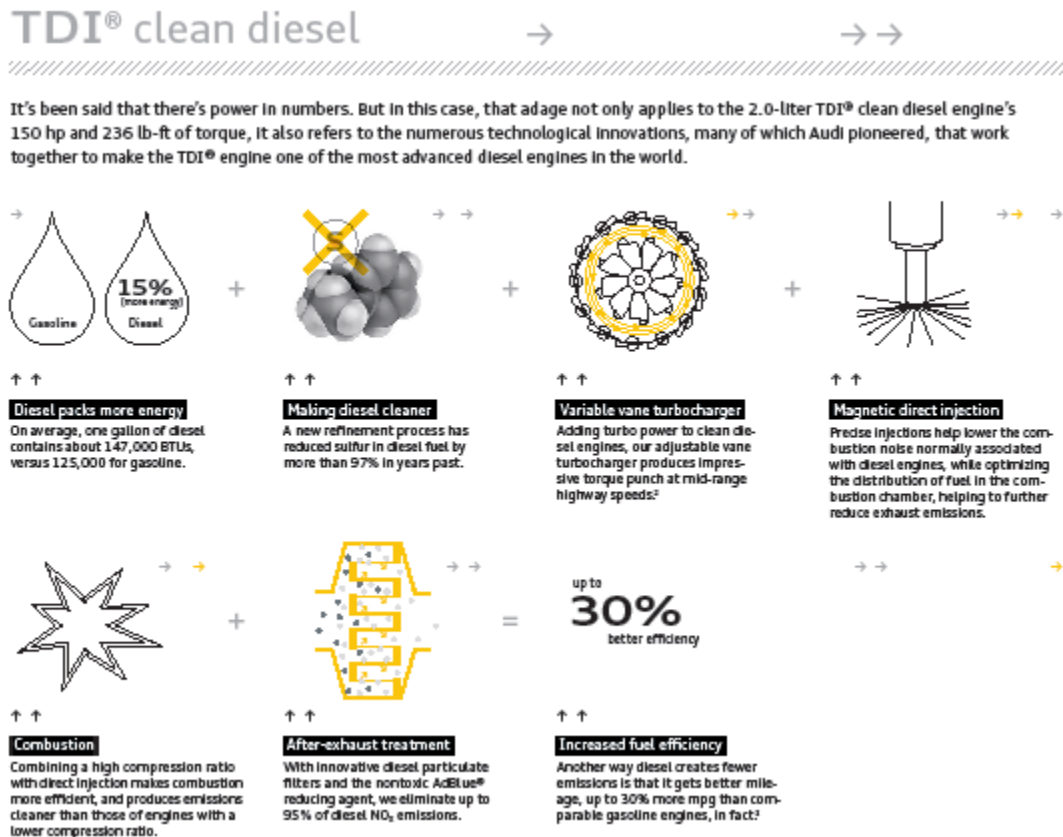 TDI® clean diesel
It's been said that there's power in numbers. But in this case, that adage not only applies to the 2.0-liter TDI® clean diesel engine's
150 hp and 236 lb-ft of torque, it also refers to the numerous technological innovations, many of which Audi pioneered, that work
together to make the TDI® engine one of the most advanced diesel engines in the world.
Gasoline
15%
(more energy)
Diesel
+
S
+
+
Diesel packs more energy
On average, one gallon of diesel
contains about 147,000 BTUs,
versus 125,000 for gasoline.
Making diesel cleaner
A new refinement process has
reduced sulfur in diesel fuel by
more than 97% in years past.
Variable vane turbocharger
Adding turbo power to clean die-
sel engines, our adjustable vane
turbocharger produces impres-
sive torque punch at mid-range
highway speeds.²
Magnetic direct injection
Precise injections help lower the com-
bustion noise normally associated
with diesel engines, while optimizing
the distribution of fuel in the com-
bustion chamber, helping to further
reduce exhaust emissions.
+
=
up to
30%
better efficiency
Combustion
Combining a high compression ratio
with direct injection makes combustion
more efficient, and produces emissions
cleaner than those of engines with a
lower compression ratio.
After-exhaust treatment
With innovative diesel particulate
filters and the nontoxic AdBlue®
reducing agent, we eliminate up to
95% of diesel NOₓ emissions.
Increased fuel efficiency
Another way diesel creates fewer
emissions is that it gets better mile-
age, up to 30% more mpg than com-
parable gasoline engines, in fact.³